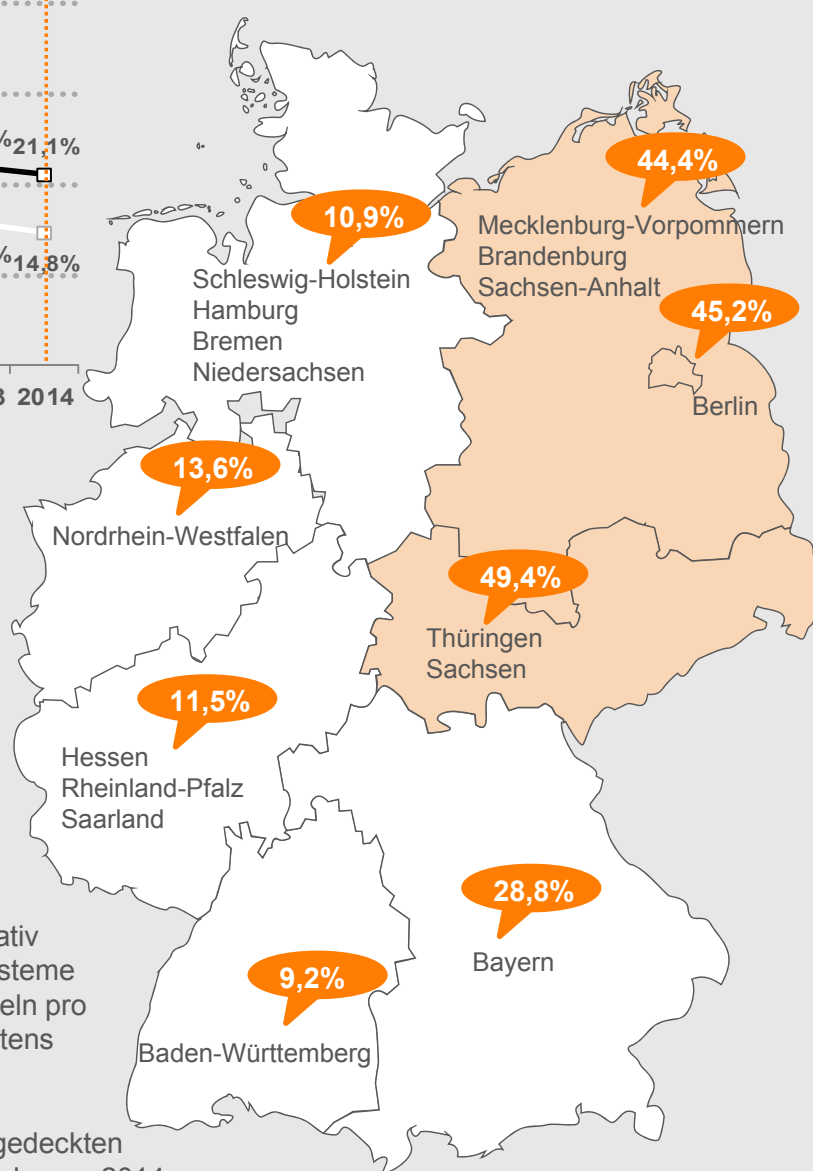 21,1%
14,8%
2014
44,4%
10,9%
Mecklenburg-Vorpommern
Brandenburg
Sachsen-Anhalt
Schleswig-Holstein
Hamburg
Bremen
Niedersachsen
45,2%
Berlin
13,6%
Nordrhein-Westfalen
49,4%
Thüringen
Sachsen
11,5%
Hessen
Rheinland-Pfalz
Saarland
28,8%
Bayern
9,2%
Baden-Württemberg
gedeckten
2014